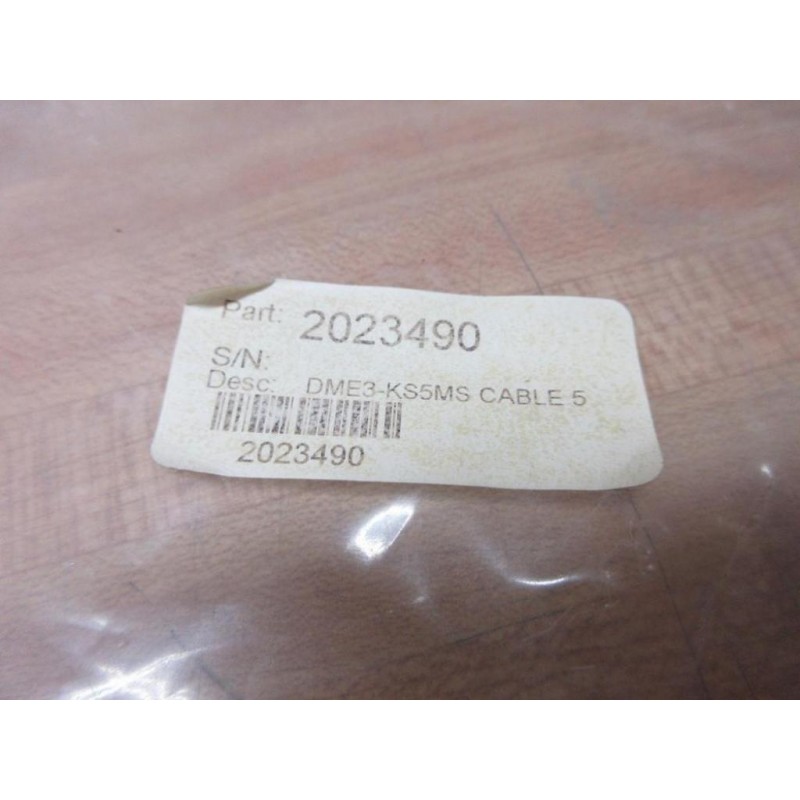 Part: 2023490
S/N:
Desc: DME3-KS5MS CABLE 5
2023490